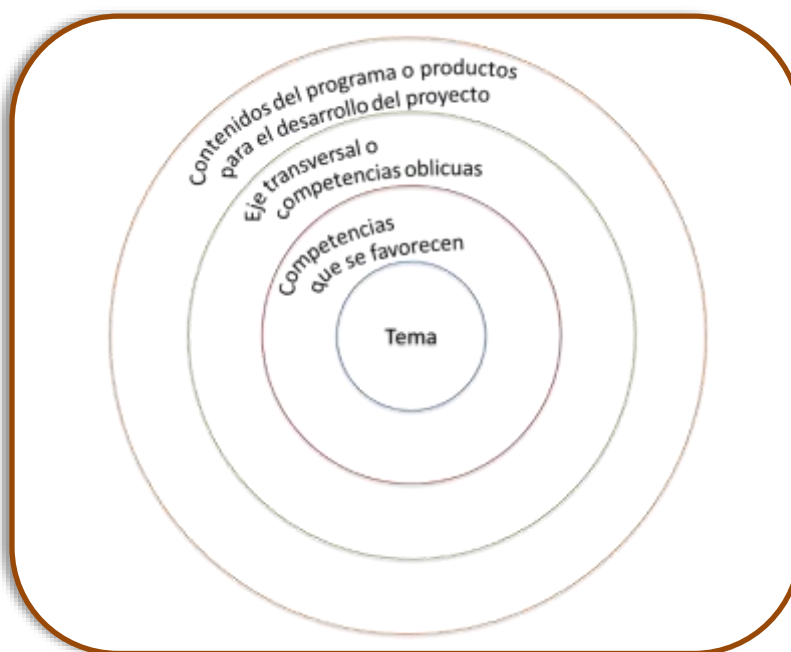 Contenidos del programa o productos
para el desarrollo del proyecto
Eje transversal o
competencias oblicuas
Competencias
que se favorecen
Tema